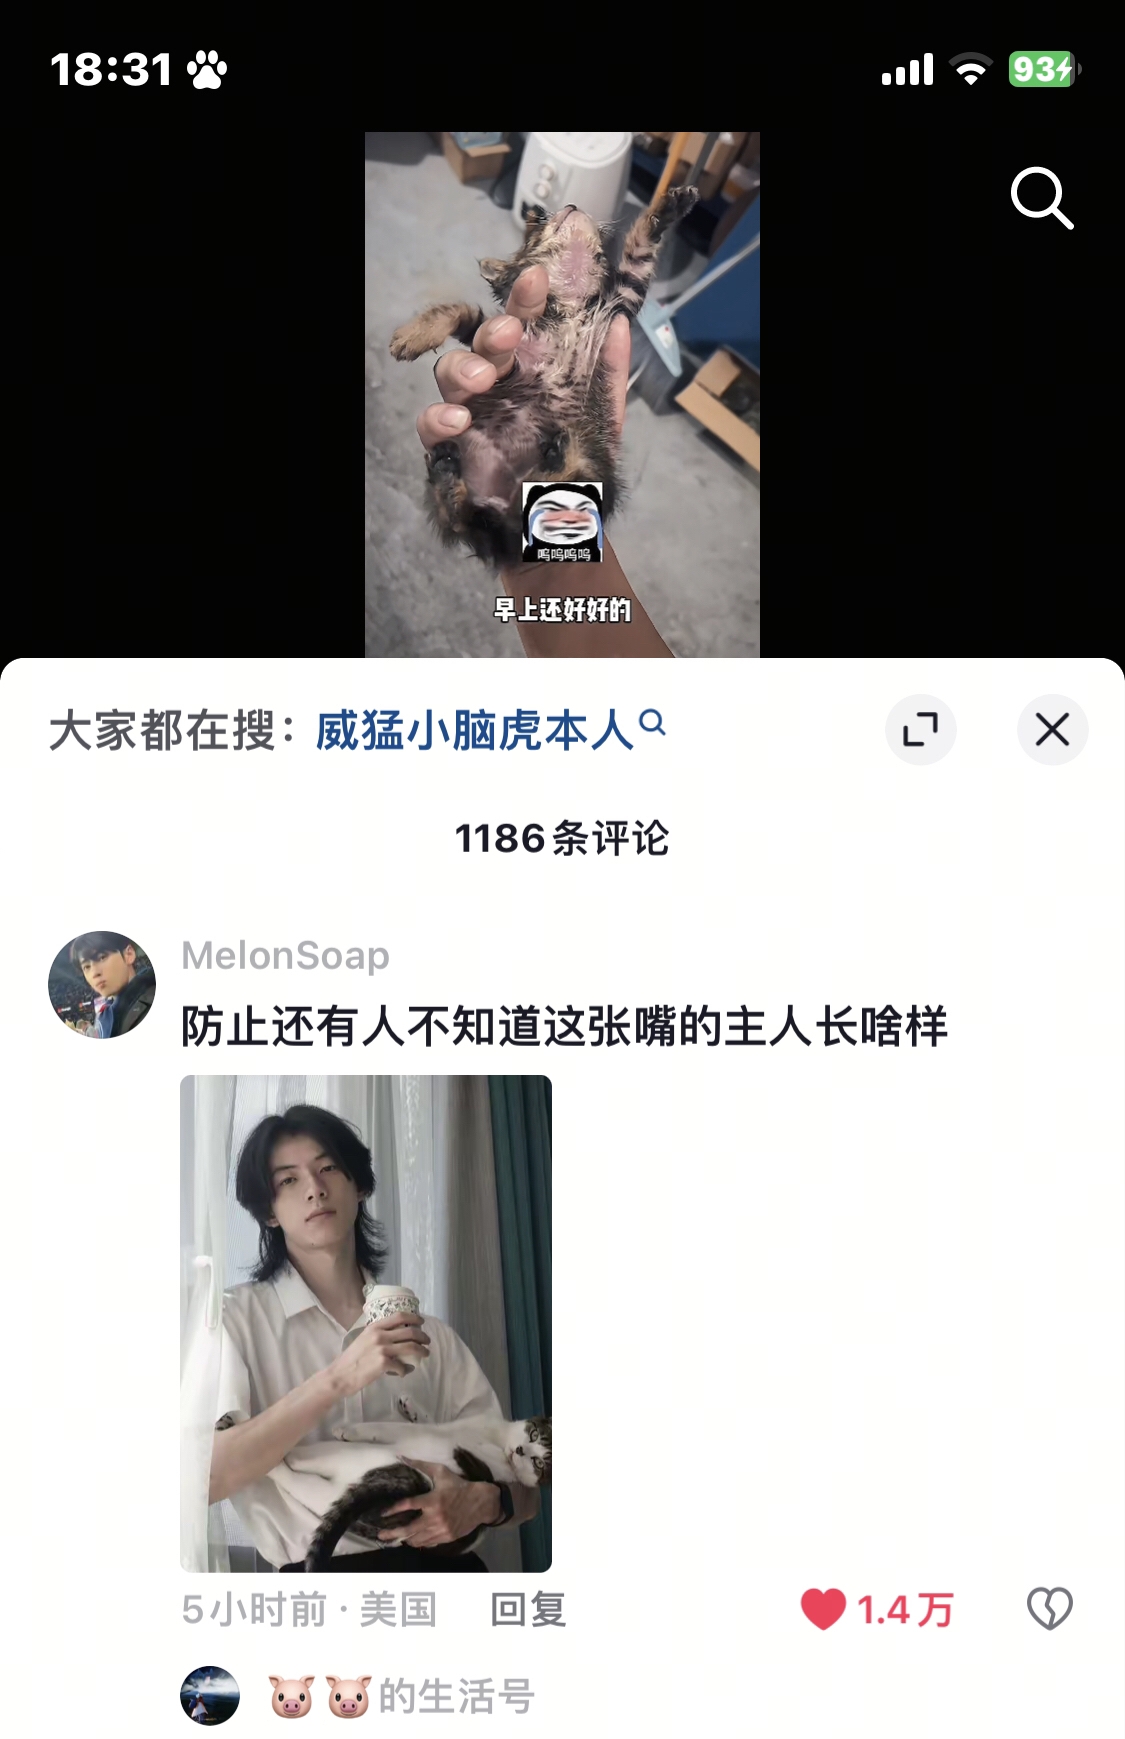 18:31
93
呜呜呜呜
早上还好好的
大家都在搜：威猛小脑虎本人
1186条评论
MelonSoap
防止还有人不知道这张嘴的主人长啥样
5小时前 · 美国 回复 1.4万
🐷🐷的生活号